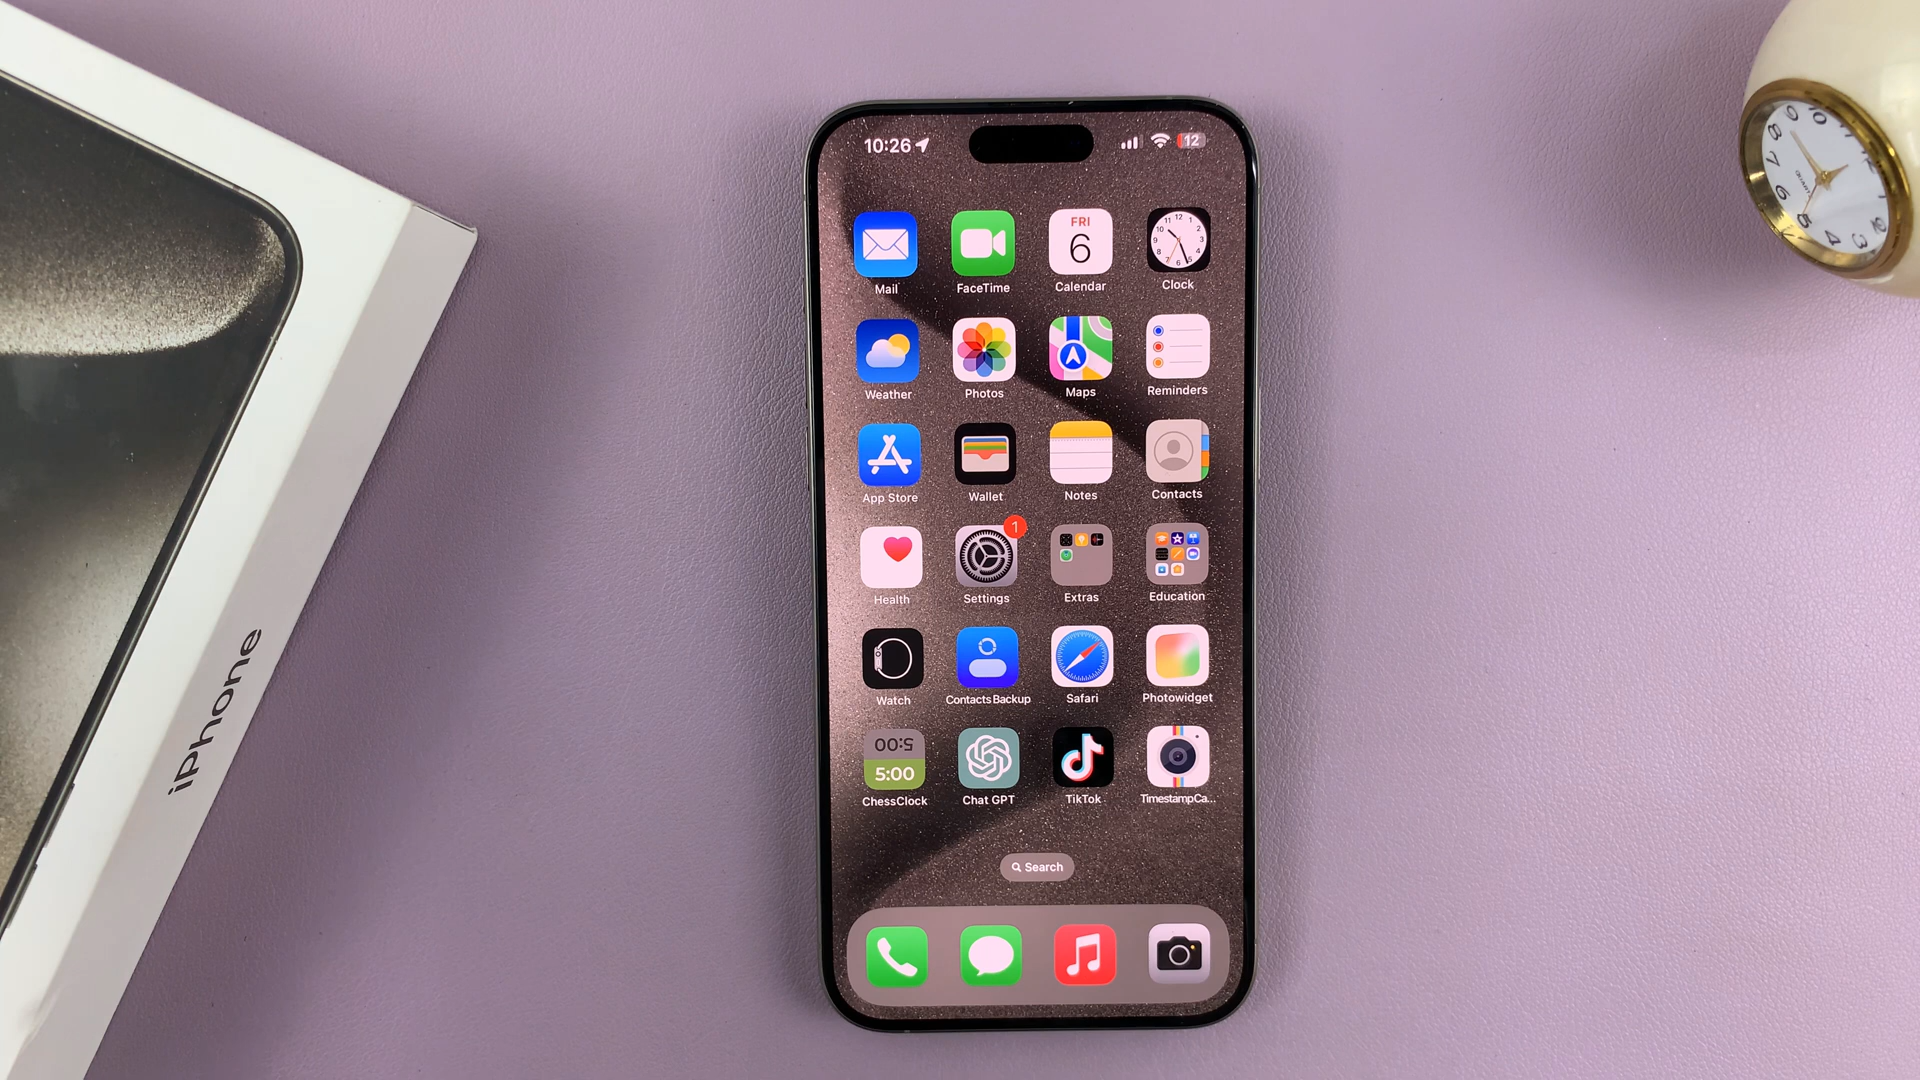 10:26
12
FRI
6
Mail
FaceTime
Calendar
Clock
Weather
Photos
Maps
Reminders
App Store
Wallet
Notes
Contacts
1
Health
Settings
Extras
Education
Watch
Contacts Backup
Safari
Photowidget
5:00
5:00
ChessClock
Chat GPT
TikTok
TimestampCa...
Search
iPhone